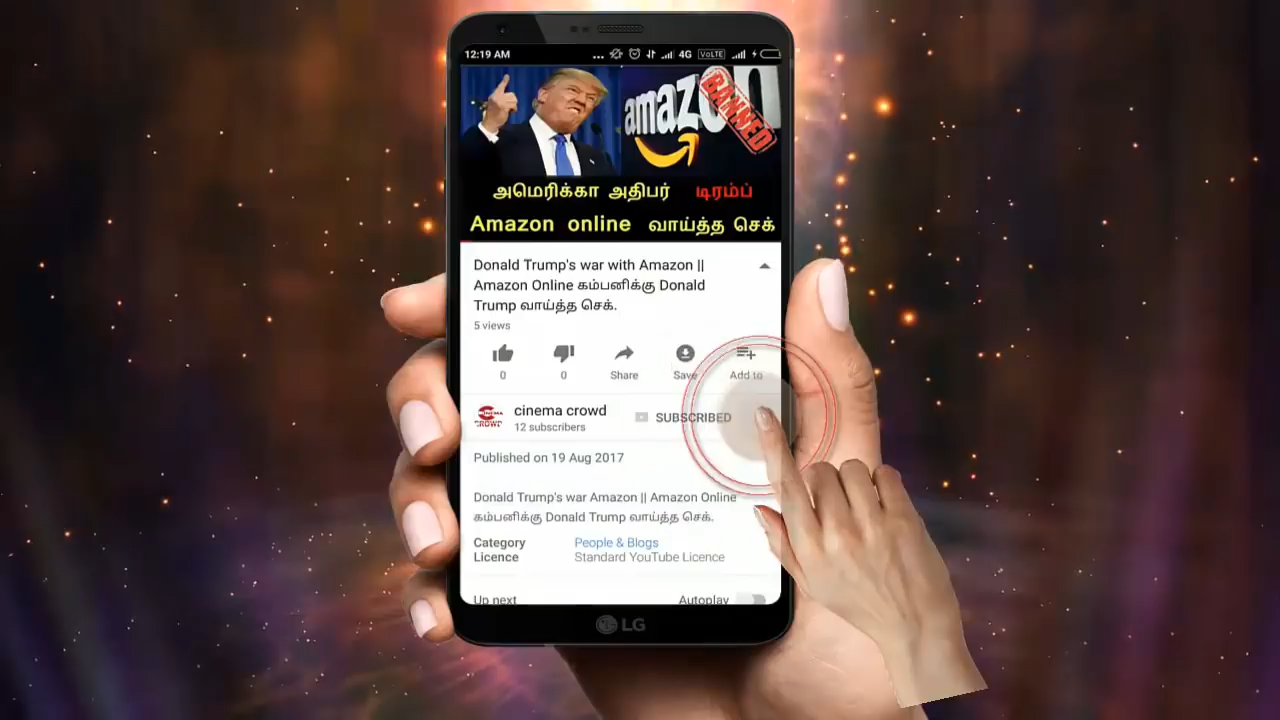 12:19 AM
4G VoLTE
amazon
BANNED
அமெரிக்கா அதிபர் டிரம்ப்
Amazon online வாய்த்த செக்
Donald Trump's war with Amazon ||
Amazon Online கம்பனிக்கு Donald
Trump வாய்த்த செக்.
5 views
0 0 Share Save Add to
CINEMA
CROWD
cinema crowd
SUBSCRIBED
12 subscribers
Published on 19 Aug 2017
Donald Trump's war Amazon || Amazon Online
கம்பனிக்கு Donald Trump வாய்த்த செக்.
Category People & Blogs
Licence Standard YouTube Licence
Up next Autoplay
LG